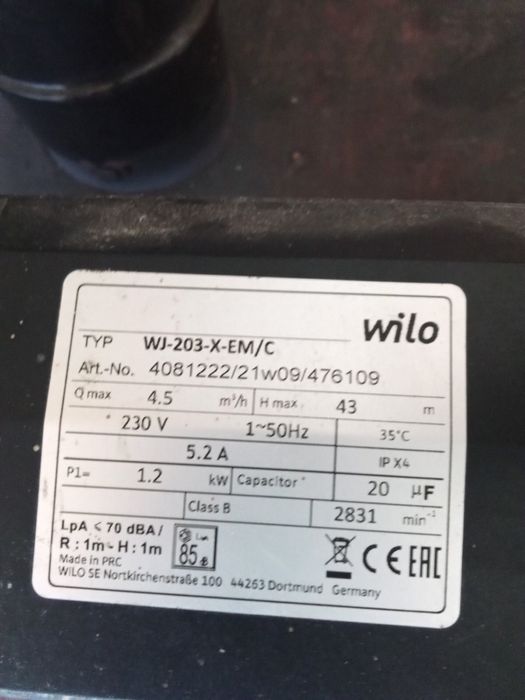 wilo
TYP WJ-203-X-EM/C
Art.-No. 4081222/21w09/476109
Q max 4.5 m³/h H max 43 m
230 V 1~50Hz 35°C
5.2 A IP X4
P1= 1.2 kW Capacitor 20 µF
Class B 2831 min⁻¹
LpA ≤ 70 dBA/
R : 1m - H : 1m
85
Made in PRC
WILO SE Nortkirchenstraße 100 44263 Dortmund Germany
CE EAC